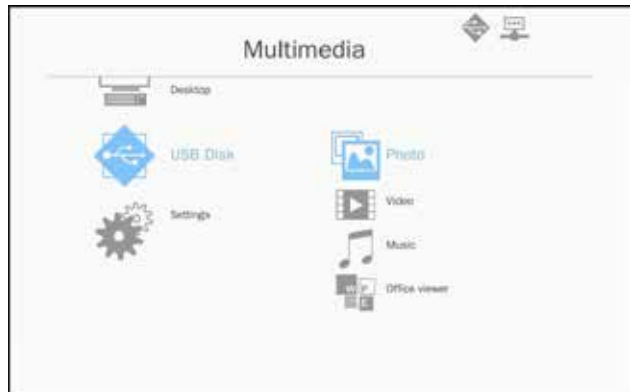 Multimedia
Desktop
USB Disk
Photo
Video
Settings
Music
Office viewer
W P
E